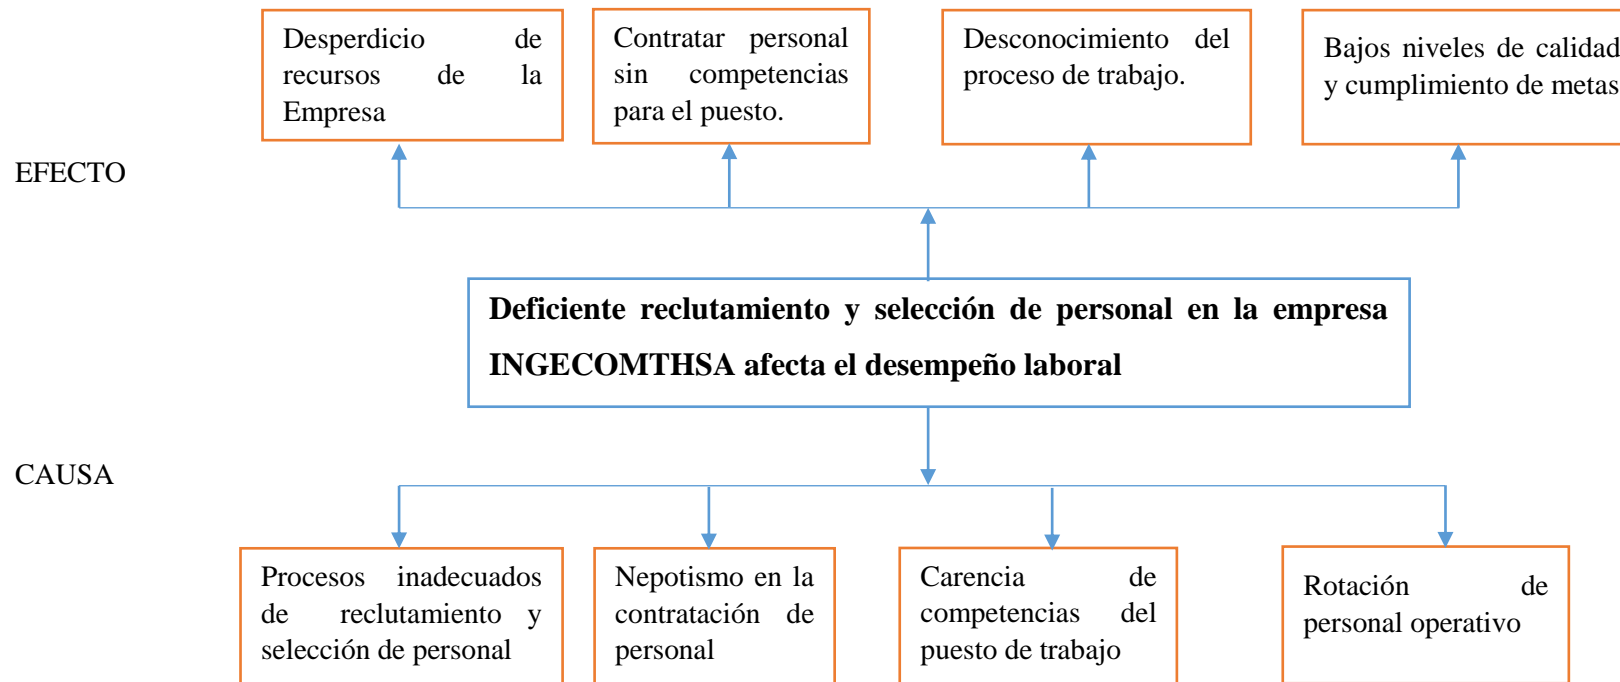 Desperdicio de
recursos de la
Empresa
Contratar personal
sin competencias
para el puesto.
Desconocimiento del
proceso de trabajo.
Bajos niveles de calidad
y cumplimiento de metas
EFECTO
Deficiente reclutamiento y selección de personal en la empresa
INGECOMTHSA afecta el desempeño laboral
CAUSA
Procesos inadecuados
de reclutamiento y
selección de personal
Nepotismo en la
contratación de
personal
Carencia de
competencias del
puesto de trabajo
Rotación de
personal operativo